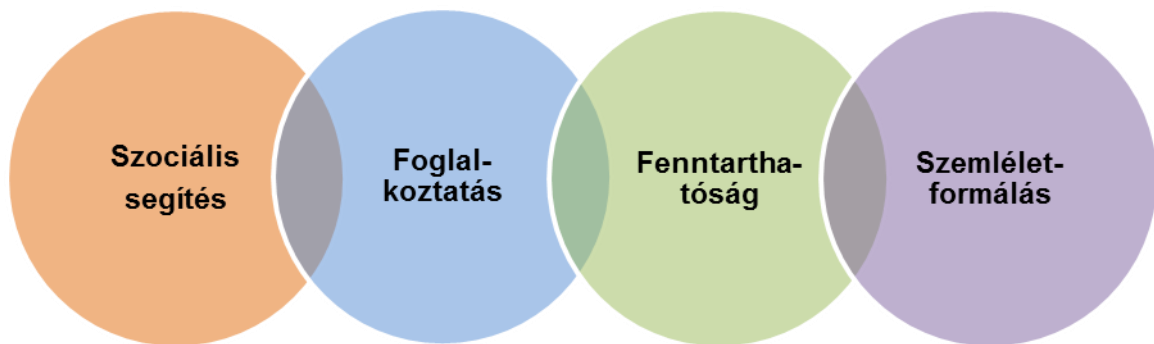 Szociális
segítés
Foglal-
koztatás
Fenntartha-
tóság
Szemlélet-
formálás